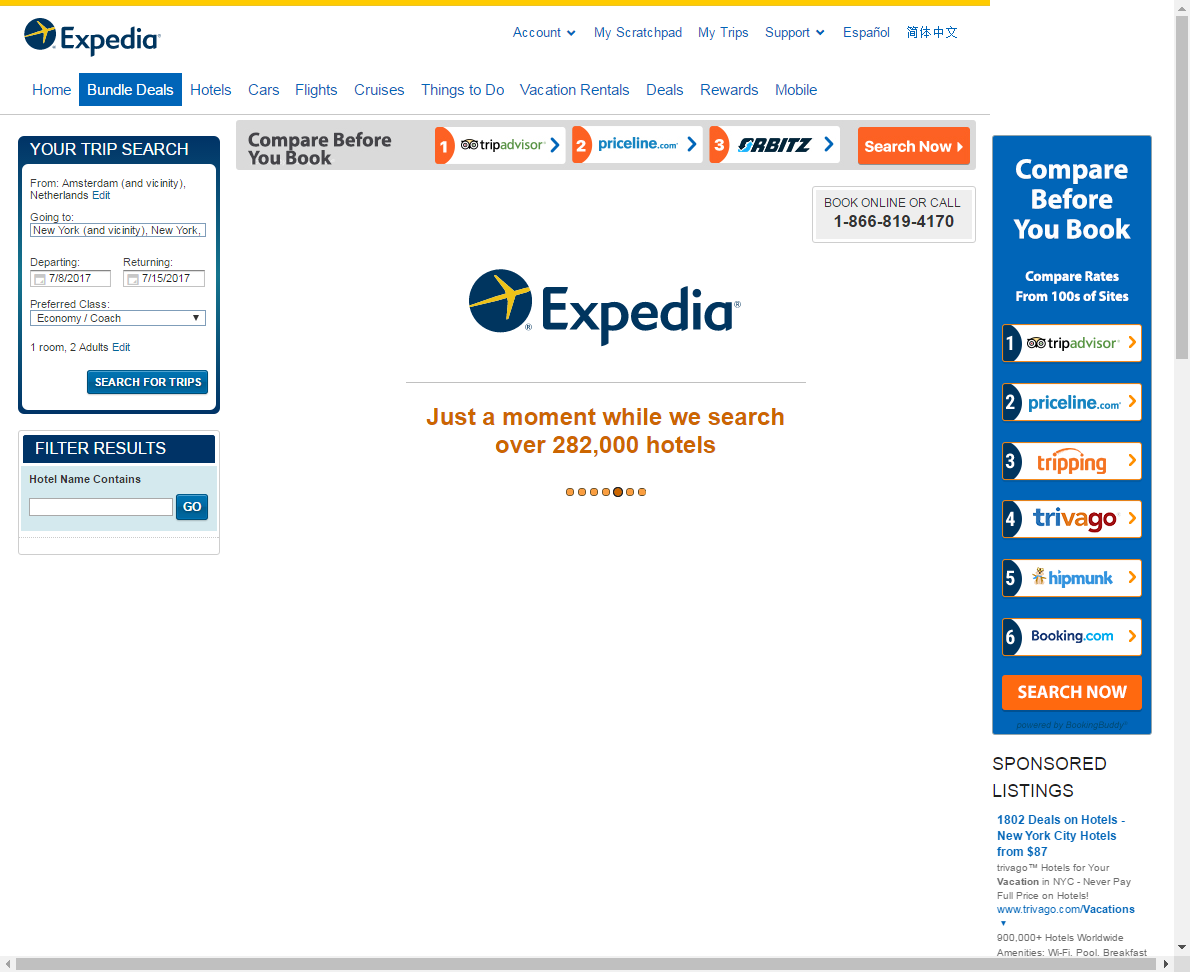 Expedia
Account
My Scratchpad
My Trips
Support
Español
简体中文
Home
Bundle Deals
Hotels
Cars
Flights
Cruises
Things to Do
Vacation Rentals
Deals
Rewards
Mobile
YOUR TRIP SEARCH
From: Amsterdam (and vicinity),
Netherlands Edit
Going to:
New York (and vicinity), New York,
Departing:
Returning:
7/8/2017
7/15/2017
Preferred Class:
Economy / Coach
1 room, 2 Adults Edit
SEARCH FOR TRIPS
FILTER RESULTS
Hotel Name Contains
GO
Compare Before
You Book
1 tripadvisor
2 priceline.com
3 ORBITZ
Search Now
BOOK ONLINE OR CALL
1-866-819-4170
Expedia®
Just a moment while we search
over 282,000 hotels
Compare
Before
You Book
Compare Rates
From 100s of Sites
1 tripadvisor
2 priceline.com
3 tripping
4 trivago
5 hipmunk
6 Booking.com
SEARCH NOW
powered by BookingBuddy
SPONSORED
LISTINGS
1802 Deals on Hotels -
New York City Hotels
from $87
trivago™ Hotels for Your
Vacation in NYC - Never Pay
Full Price on Hotels!
www.trivago.com/Vacations
900,000+ Hotels Worldwide
Amenities: Wi-Fi, Pool, Breakfast